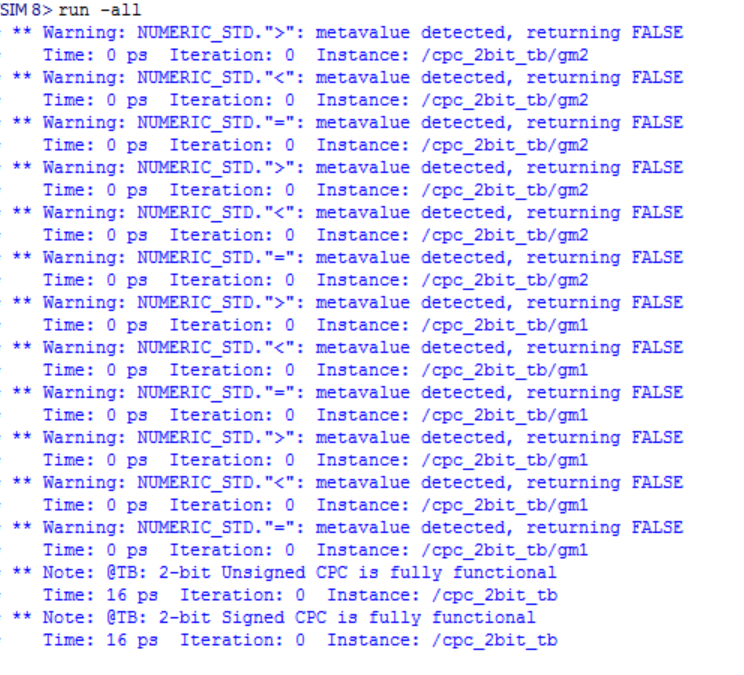 SIM 8> run -all
** Warning: NUMERIC_STD.">": metavalue detected, returning FALSE
Time: 0 ps Iteration: 0 Instance: /cpc_2bit_tb/gm2
** Warning: NUMERIC_STD."<": metavalue detected, returning FALSE
Time: 0 ps Iteration: 0 Instance: /cpc_2bit_tb/gm2
** Warning: NUMERIC_STD."=": metavalue detected, returning FALSE
Time: 0 ps Iteration: 0 Instance: /cpc_2bit_tb/gm2
** Warning: NUMERIC_STD.">": metavalue detected, returning FALSE
Time: 0 ps Iteration: 0 Instance: /cpc_2bit_tb/gm2
** Warning: NUMERIC_STD."<": metavalue detected, returning FALSE
Time: 0 ps Iteration: 0 Instance: /cpc_2bit_tb/gm2
** Warning: NUMERIC_STD."=": metavalue detected, returning FALSE
Time: 0 ps Iteration: 0 Instance: /cpc_2bit_tb/gm2
** Warning: NUMERIC_STD.">": metavalue detected, returning FALSE
Time: 0 ps Iteration: 0 Instance: /cpc_2bit_tb/gm1
** Warning: NUMERIC_STD."<": metavalue detected, returning FALSE
Time: 0 ps Iteration: 0 Instance: /cpc_2bit_tb/gm1
** Warning: NUMERIC_STD."=": metavalue detected, returning FALSE
Time: 0 ps Iteration: 0 Instance: /cpc_2bit_tb/gm1
** Warning: NUMERIC_STD.">": metavalue detected, returning FALSE
Time: 0 ps Iteration: 0 Instance: /cpc_2bit_tb/gm1
** Warning: NUMERIC_STD."<": metavalue detected, returning FALSE
Time: 0 ps Iteration: 0 Instance: /cpc_2bit_tb/gm1
** Warning: NUMERIC_STD."=": metavalue detected, returning FALSE
Time: 0 ps Iteration: 0 Instance: /cpc_2bit_tb/gm1
** Note: @TB: 2-bit Unsigned CPC is fully functional
Time: 16 ps Iteration: 0 Instance: /cpc_2bit_tb
** Note: @TB: 2-bit Signed CPC is fully functional
Time: 16 ps Iteration: 0 Instance: /cpc_2bit_tb